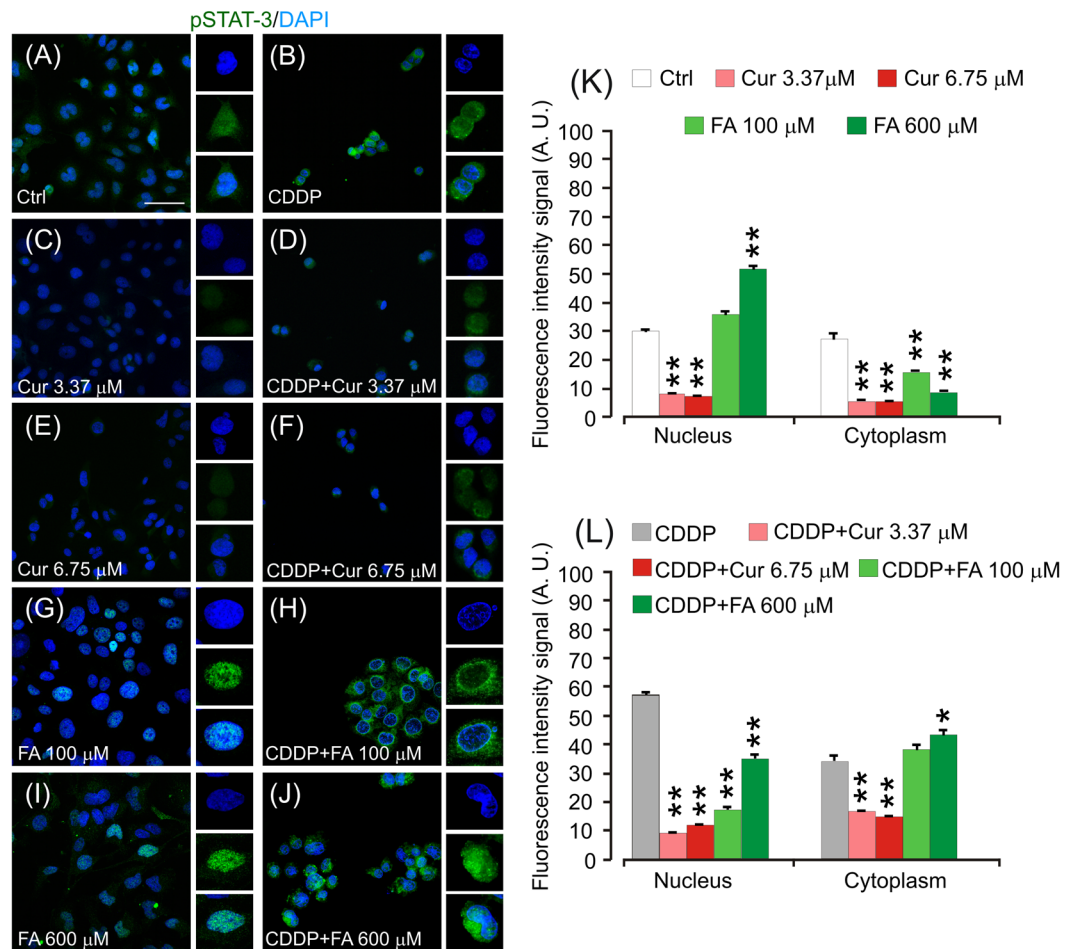 pSTAT-3/DAPI
(A)
Ctrl
(B)
CDDP
(C)
Cur 3.37 μM
(D)
CDDP+Cur 3.37 μM
(E)
Cur 6.75 μM
(F)
CDDP+Cur 6.75 μM
(G)
FA 100 μM
(H)
CDDP+FA 100 μM
(I)
FA 600 μM
(J)
CDDP+FA 600 μM
(K)
Ctrl
Cur 3.37μM
Cur 6.75 μM
FA 100 μM
FA 600 μM
Fluorescence intensity signal (A. U.)
100
90
80
70
60
50
40
30
20
10
0
**
**
**
**
**
**
**
Nucleus
Cytoplasm
(L)
CDDP
CDDP+Cur 3.37 μM
CDDP+Cur 6.75 μM
CDDP+FA 100 μM
CDDP+FA 600 μM
Fluorescence intensity signal (A. U.)
100
90
80
70
60
50
40
30
20
10
0
**
**
**
**
**
**
*
Nucleus
Cytoplasm